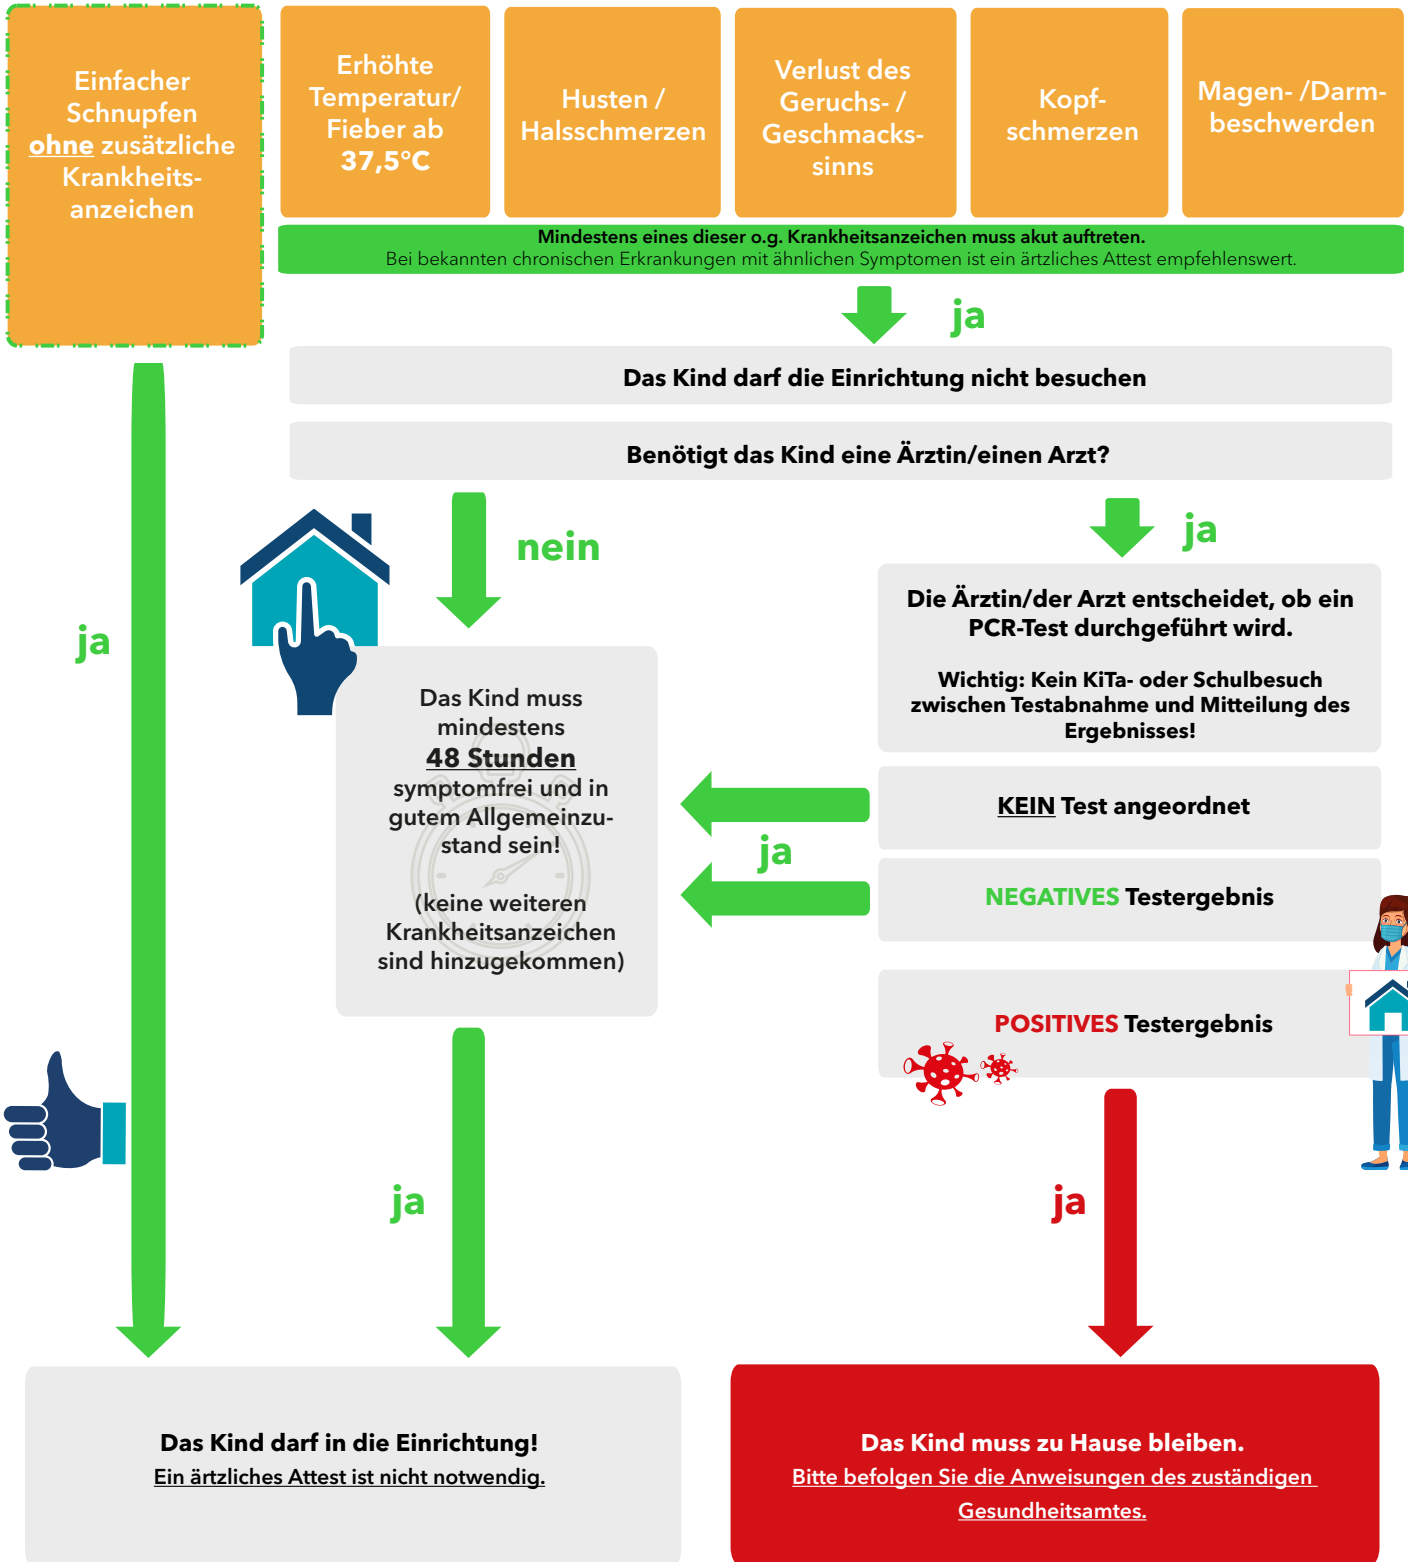 Einfacher
Schnupfen
ohne zusätzliche
Krankheits-
anzeichen
Erhöhte
Temperatur/
Fieber ab
37,5°C
Husten /
Halsschmerzen
Verlust des
Geruchs- /
Geschmacks-
sinns
Kopf-
schmerzen
Magen- /Darm-
beschwerden
Mindestens eines dieser o.g. Krankheitsanzeichen muss akut auftreten.
Bei bekannten chronischen Erkrankungen mit ähnlichen Symptomen ist ein ärtzliches Attest empfehlenswert.
ja
Das Kind darf die Einrichtung nicht besuchen
Benötigt das Kind eine Ärztin/einen Arzt?
nein
ja
Die Ärztin/der Arzt entscheidet, ob ein
PCR-Test durchgeführt wird.
Wichtig: Kein KiTa- oder Schulbesuch
zwischen Testabnahme und Mitteilung des
Ergebnisses!
ja
Das Kind muss
mindestens
48 Stunden
symptomfrei und in
gutem Allgemeinzu-
stand sein!
(keine weiteren
Krankheitsanzeichen
sind hinzugekommen)
KEIN Test angeordnet
ja
NEGATIVES Testergebnis
POSITIVES Testergebnis
ja
ja
Das Kind darf in die Einrichtung!
Ein ärtzliches Attest ist nicht notwendig.
Das Kind muss zu Hause bleiben.
Bitte befolgen Sie die Anweisungen des zuständigen
Gesundheitsamtes.